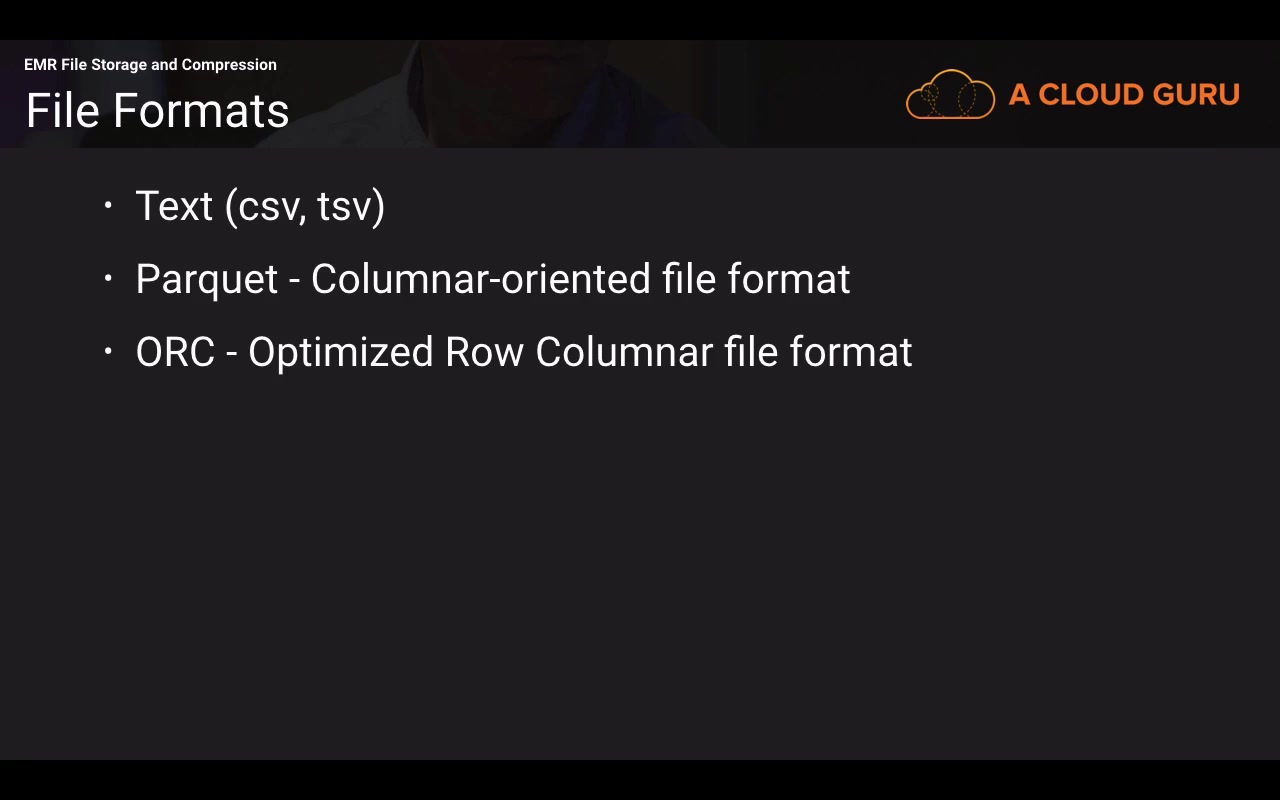 EMR File Storage and Compression
File Formats
A CLOUD GURU
• Text (csv, tsv)
• Parquet - Columnar-oriented file format
• ORC - Optimized Row Columnar file format